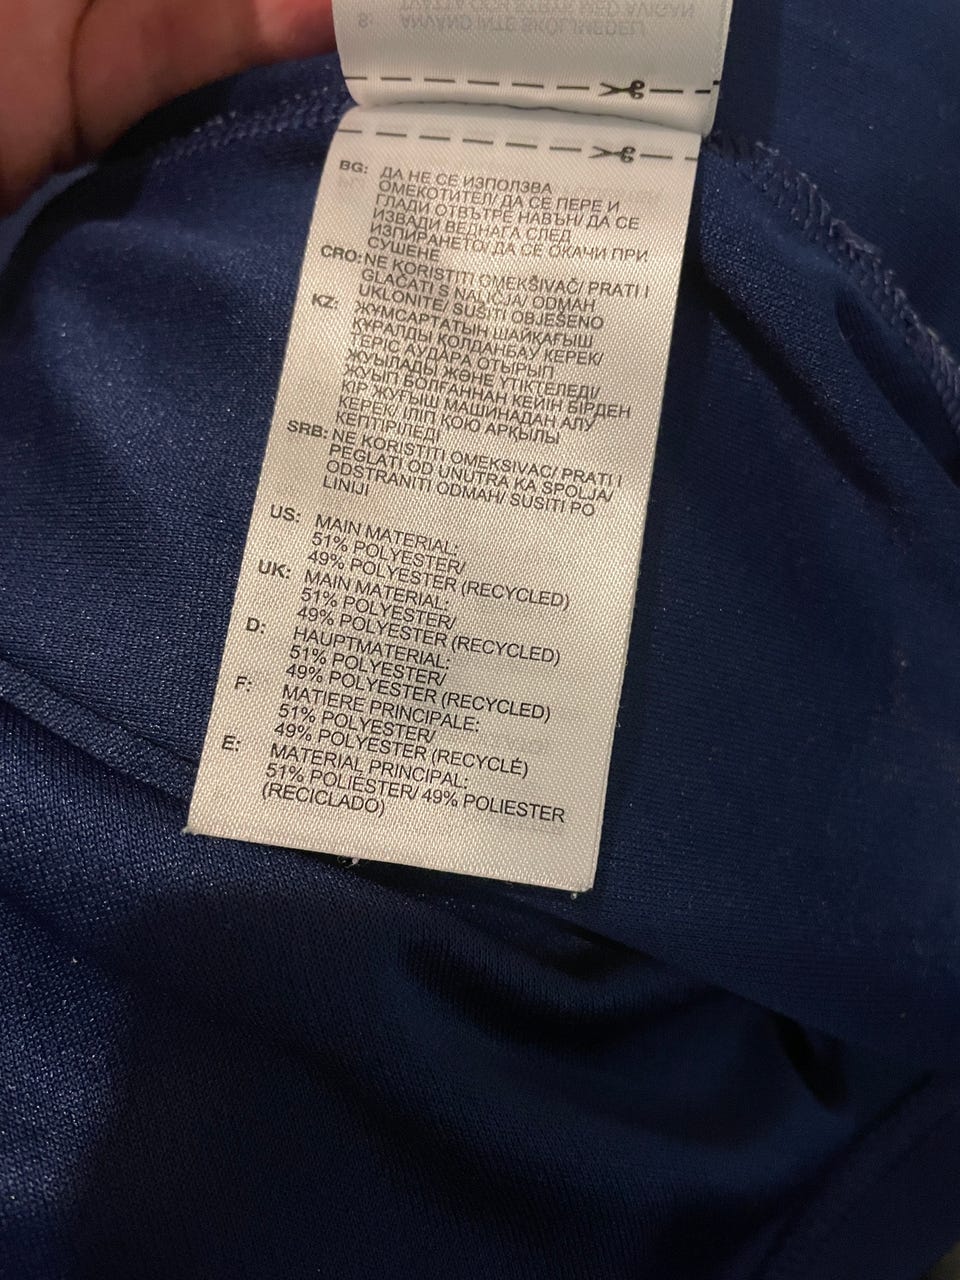 BG: ДА НЕ СЕ ИЗПОЛЗВА
ОМЕКОТИТЕЛ/ ДА СЕ ПЕРЕ И
ГЛАДИ ОТВЪТРЕ НАВЪН/ ДА СЕ
ИЗВАДИ ВЕДНАГА СЛЕД
ИЗПИРАНЕТО/ ДА СЕ ОКАЧИ ПРИ
СУШЕНЕ
CRO: NE KORISTITI OMEKŠIVAČ/ PRATI I
GLAČATI S NALIČJA/ ODMAH
UKLONITE/ SUŠITI OBJEŠENO
KZ: ЖУМСАРТАТЫН ШАЙҚАҒЫШ
ҚҰРАЛДЫ ҚОЛДАНБАУ КЕРЕК/
ТЕРІС АУДАРА ОТЫРЫП
ЖУЫЛАДЫ ЖӘНЕ ҮТІКТЕЛЕДІ/
ЖУЫП БОЛҒАННАН КЕЙІН БІРДЕН
КІР ЖУҒЫШ МАШИНАДАН АЛУ
КЕРЕК/ ІЛІП ҚОЮ АРҚЫЛЫ
КЕПТІРІЛЕДІ
SRB: NE KORISTITI OMEKSIVAC/ PRATI I
PEGLATI OD UNUTRA KA SPOLJA/
ODSTRANITI ODMAH/ SUSITI PO
LINIJI
US: MAIN MATERIAL:
51% POLYESTER/
49% POLYESTER (RECYCLED)
UK: MAIN MATERIAL:
51% POLYESTER/
49% POLYESTER (RECYCLED)
D: HAUPTMATERIAL:
51% POLYESTER/
49% POLYESTER (RECYCLED)
F: MATIERE PRINCIPALE:
51% POLYESTER/
49% POLYESTER (RECYCLÉ)
E: MATERIAL PRINCIPAL:
51% POLIESTER/ 49% POLIESTER
(RECICLADO)